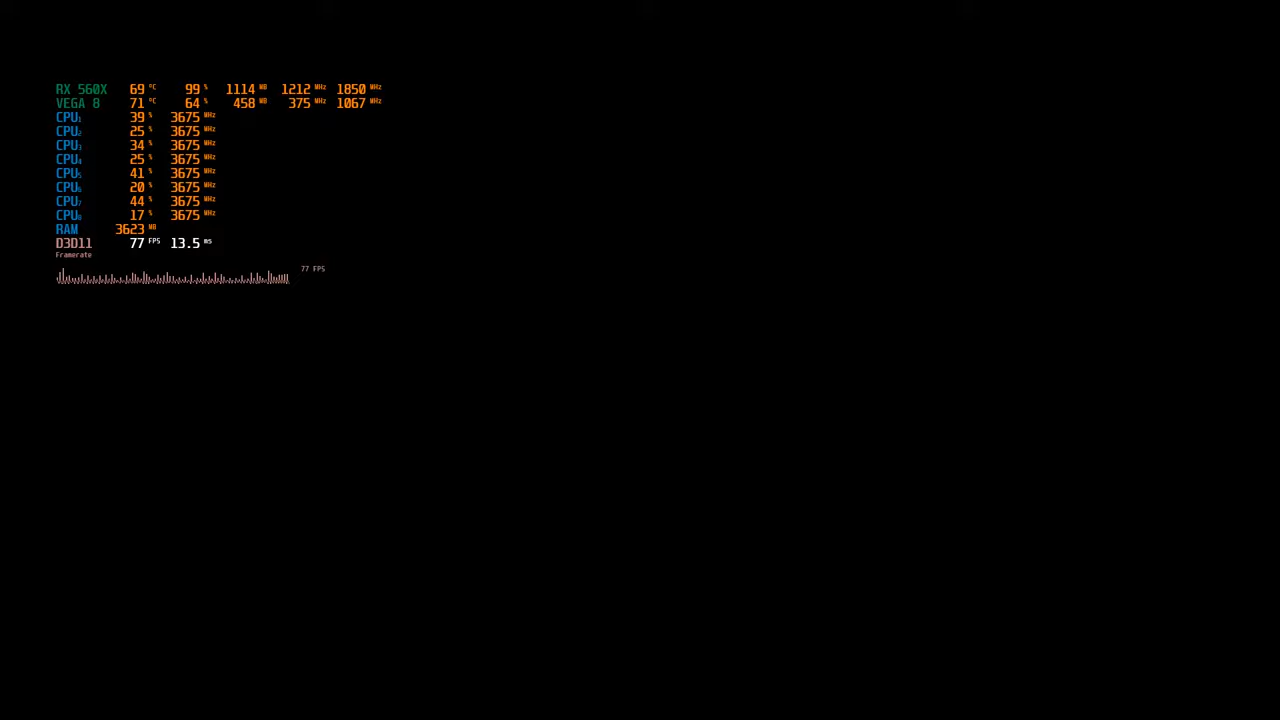 RX 560X 69 °C 99 % 1114 MB 1212 MHz 1850 MHz
VEGA 8 71 °C 64 % 458 MB 375 MHz 1067 MHz
CPU1 39 % 3675 MHz
CPU2 25 % 3675 MHz
CPU3 34 % 3675 MHz
CPU4 25 % 3675 MHz
CPU5 41 % 3675 MHz
CPU6 20 % 3675 MHz
CPU7 44 % 3675 MHz
CPU8 17 % 3675 MHz
RAM 3623 MB
D3D11 77 FPS 13.5 ms
Framerate
77 FPS